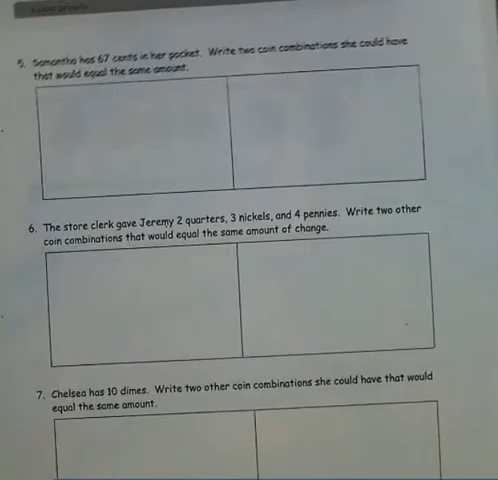 5. Samantha has 67 cents in her pocket. Write two coin combinations she could have
that would equal the same amount.
6. The store clerk gave Jeremy 2 quarters, 3 nickels, and 4 pennies. Write two other
coin combinations that would equal the same amount of change.
7. Chelsea has 10 dimes. Write two other coin combinations she could have that would
equal the same amount.